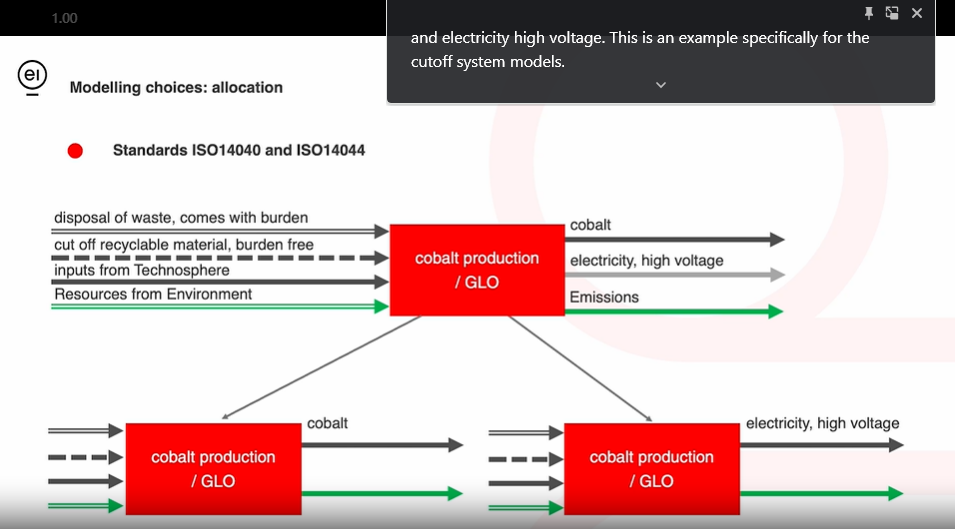 1.00
and electricity high voltage. This is an example specifically for the
cutoff system models.
ei
Modelling choices: allocation
Standards ISO14040 and ISO14044
disposal of waste, comes with burden
cut off recyclable material, burden free
inputs from Technosphere
Resources from Environment
cobalt production
/ GLO
cobalt
electricity, high voltage
Emissions
cobalt production
/ GLO
cobalt
cobalt production
/ GLO
electricity, high voltage